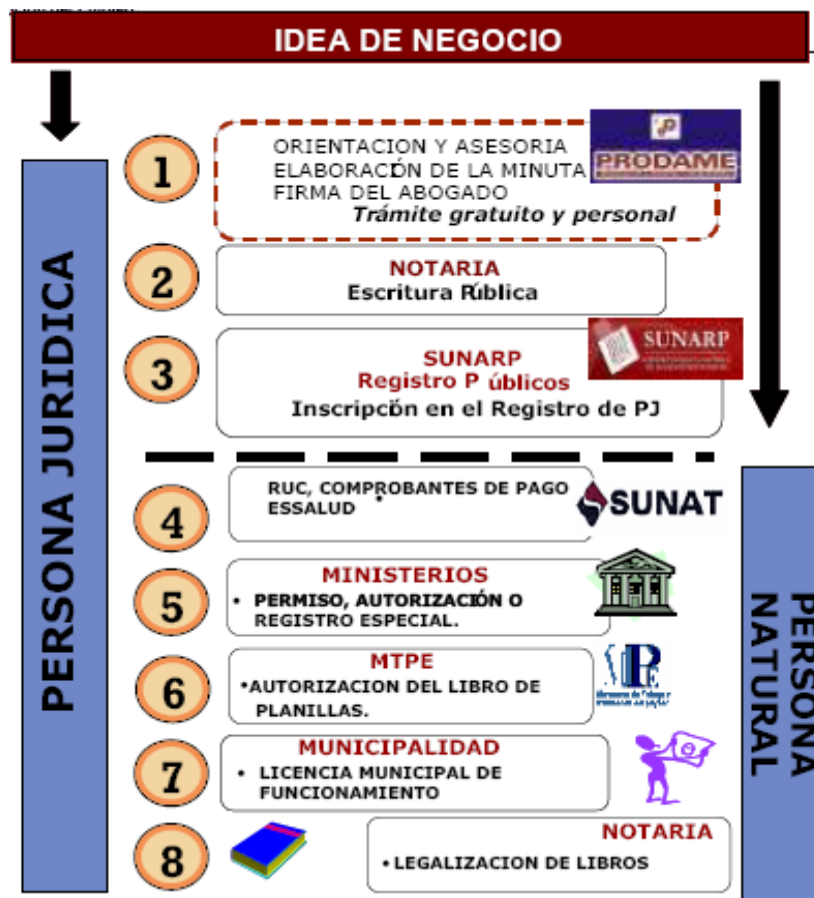 IDEA DE NEGOCIO
PERSONA JURIDICA
1
ORIENTACION Y ASESORIA
ELABORACIÓN DE LA MINUTA
FIRMA DEL ABOGADO
Trámite gratuito y personal
PRODAME
2
NOTARIA
Escritura Pública
3
SUNARP
Registro P úblicos
Inscripción en el Registro de PJ
SUNARP
4
RUC, COMPROBANTES DE PAGO
ESSALUD
SUNAT
5
MINISTERIOS
• PERMISO, AUTORIZACIÓN O
REGISTRO ESPECIAL.
6
MTPE
•AUTORIZACION DEL LIBRO DE
PLANILLAS.
7
MUNICIPALIDAD
• LICENCIA MUNICIPAL DE
FUNCIONAMIENTO
8
NOTARIA
•LEGALIZACION DE LIBROS
PERSONA
NATURAL